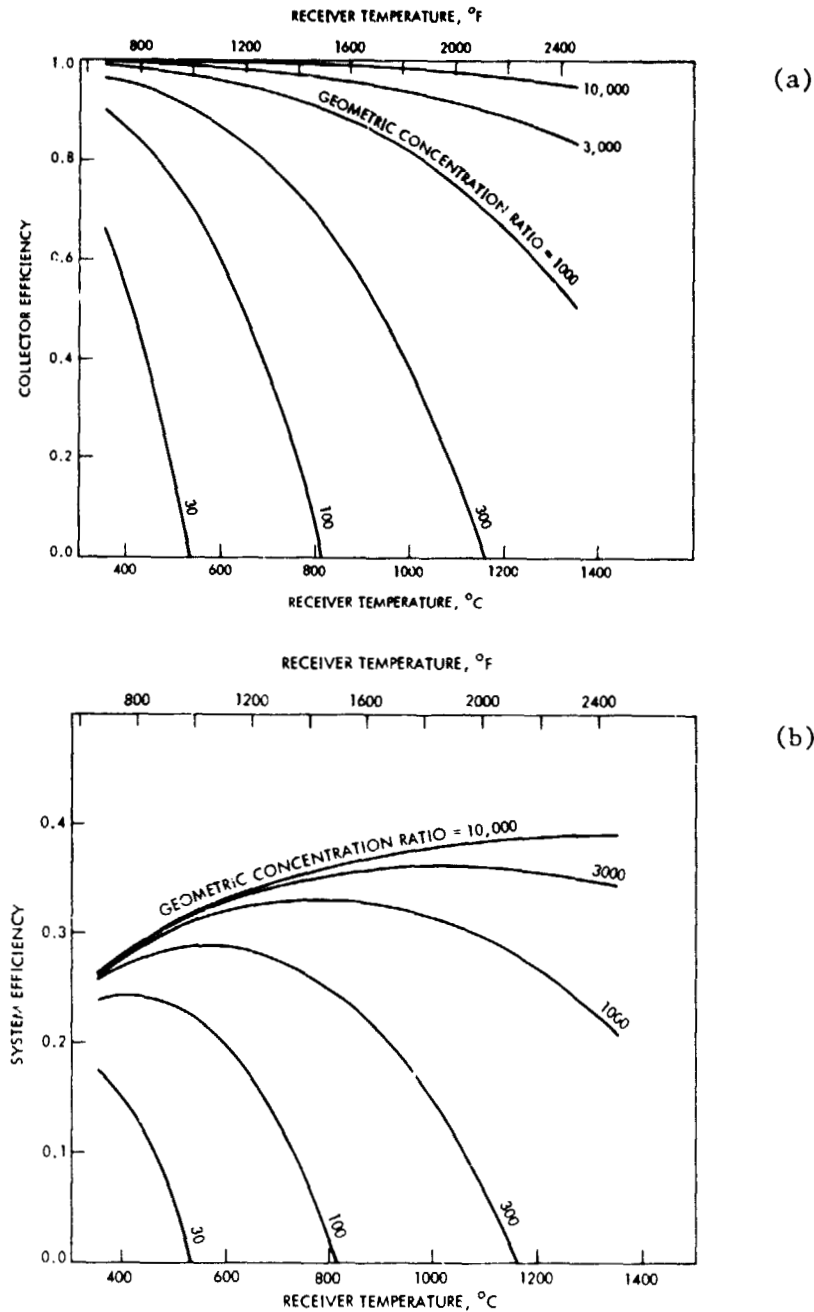 RECEIVER TEMPERATURE, °F
800 1200 1600 2000 2400
(a)
1.0
0.8
0.6
0.4
0.2
0.0
COLLECTOR EFFICIENCY
10,000
3,000
GEOMETRIC CONCENTRATION RATIO = 1000
30
100
300
400 600 800 1000 1200 1400
RECEIVER TEMPERATURE, °C
RECEIVER TEMPERATURE, °F
800 1200 1600 2000 2400
(b)
0.4
0.3
0.2
0.1
0.0
SYSTEM EFFICIENCY
GEOMETRIC CONCENTRATION RATIO = 10,000
3000
1000
30
100
300
400 600 800 1000 1200 1400
RECEIVER TEMPERATURE, °C